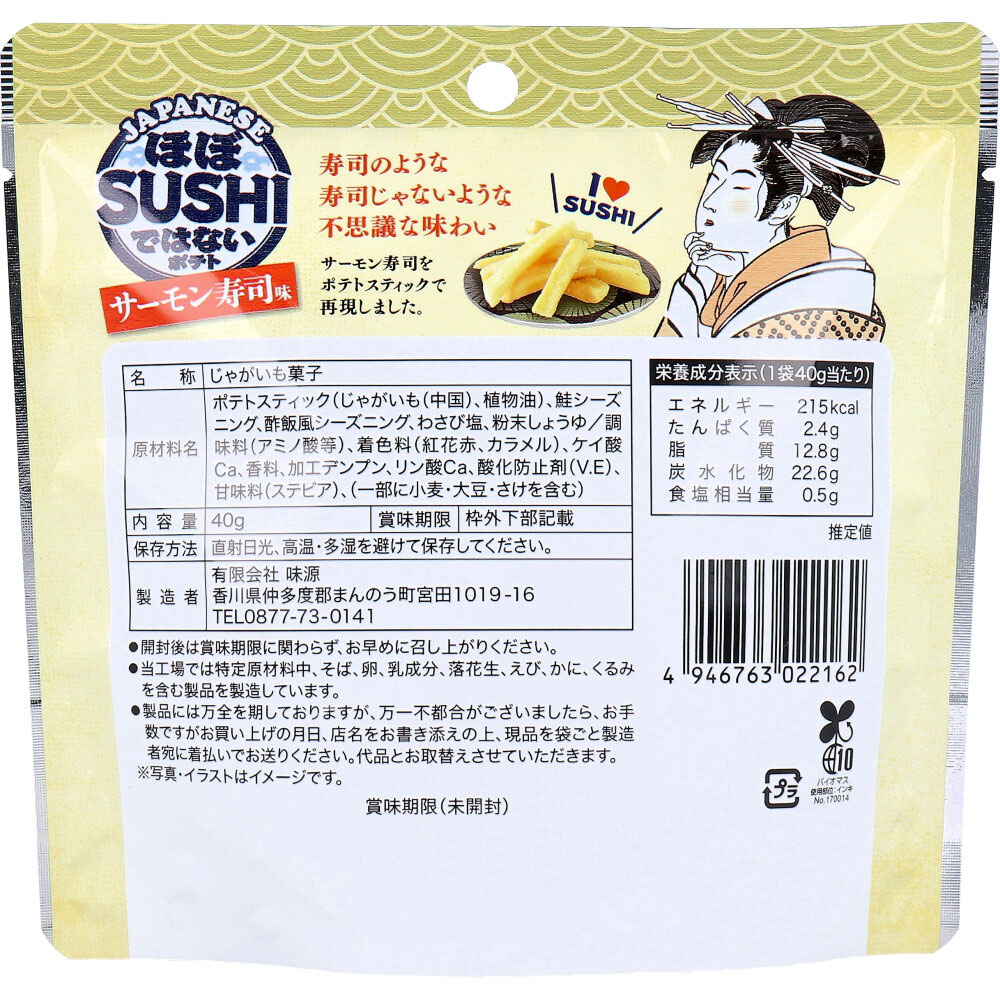 JAPANESE
ほぼ
SUSHI
ではない
ポテト
サーモン寿司味
寿司のような
寿司じゃないような
不思議な味わい
サーモン寿司を
ポテトスティックで
再現しました。
I♥
SUSHI
名 称 じゃがいも菓子
原材料名 ポテトスティック(じゃがいも(中国)、植物油)、鮭シーズ
ニング、酢飯風シーズニング、わさび塩、粉末しょうゆ/調
味料(アミノ酸等)、着色料(紅花赤、カラメル)、ケイ酸
Ca、香料、加工デンプン、リン酸Ca、酸化防止剤(V.E)、
甘味料(ステビア)、(一部に小麦・大豆・さけを含む)
内容量 40g 賞味期限 枠外下部記載
保存方法 直射日光、高温・多湿を避けて保存してください。
製造者 有限会社 味源
香川県仲多度郡まんのう町宮田1019-16
TEL0877-73-0141
栄養成分表示(1袋40g当たり)
エネルギー 215kcal
たんぱく質 2.4g
脂質 12.8g
炭水化物 22.6g
食塩相当量 0.5g
推定値
●開封後は賞味期限に関わらず、お早めに召し上がりください。
●当工場では特定原材料中、そば、卵、乳成分、落花生、えび、かに、くるみ
を含む製品を製造しています。
●製品には万全を期しておりますが、万一不都合がございましたら、お手
数ですがお買い上げの月日、店名をお書き添えの上、現品を袋ごと製造
者宛に着払いでお送りください。代品とお取替えさせていただきます。
※写真・イラストはイメージです。
賞味期限(未開封)
4 946763 022162
10
バイオマス
使用部位:インキ
No.170014
プラ